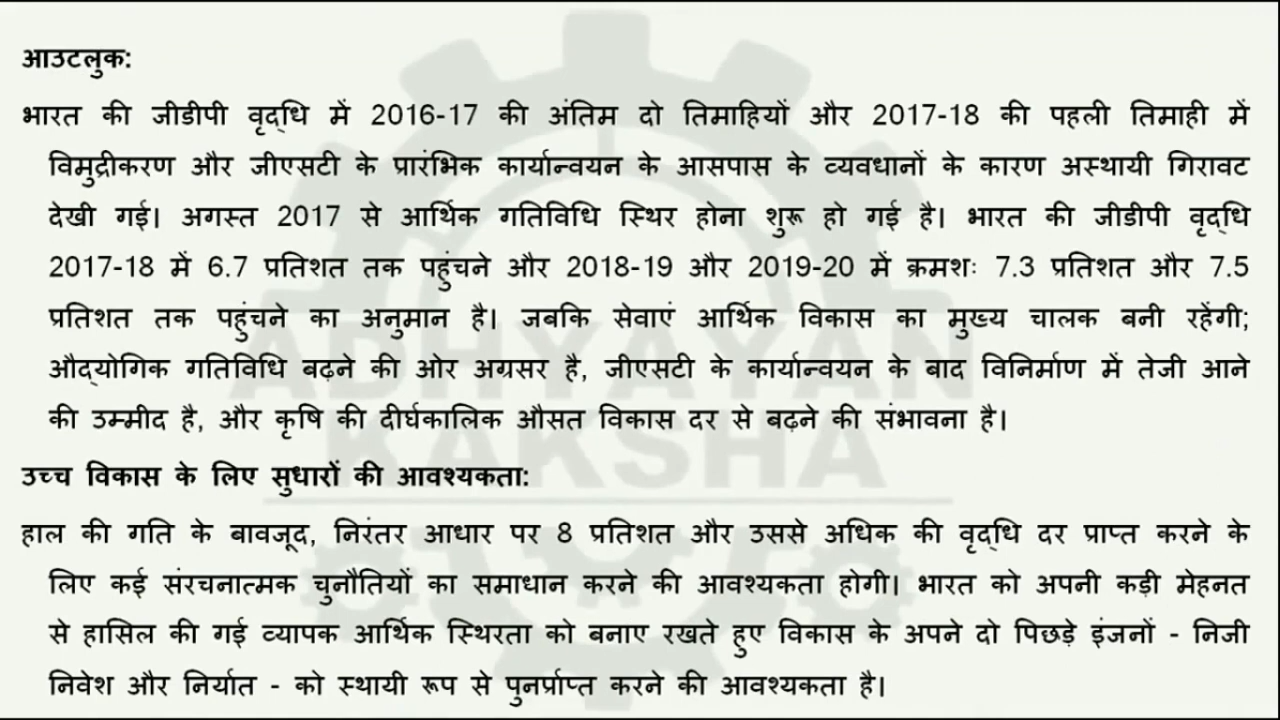 आउटलुक:
भारत की जीडीपी वृद्धि में 2016-17 की अंतिम दो तिमाहियों और 2017-18 की पहली तिमाही में
विमुद्रीकरण और जीएसटी के प्रारंभिक कार्यान्वयन के आसपास के व्यवधानों के कारण अस्थायी गिरावट
देखी गई। अगस्त 2017 से आर्थिक गतिविधि स्थिर होना शुरू हो गई है। भारत की जीडीपी वृद्धि
2017-18 में 6.7 प्रतिशत तक पहुंचने और 2018-19 और 2019-20 में क्रमशः 7.3 प्रतिशत और 7.5
प्रतिशत तक पहुंचने का अनुमान है। जबकि सेवाएं आर्थिक विकास का मुख्य चालक बनी रहेंगी;
औद्योगिक गतिविधि बढ़ने की ओर अग्रसर है, जीएसटी के कार्यान्वयन के बाद विनिर्माण में तेजी आने
की उम्मीद है, और कृषि की दीर्घकालिक औसत विकास दर से बढ़ने की संभावना है।
ADHYAYAN
KAKSHA
उच्च विकास के लिए सुधारों की आवश्यकता:
हाल की गति के बावजूद, निरंतर आधार पर 8 प्रतिशत और उससे अधिक की वृद्धि दर प्राप्त करने के
लिए कई संरचनात्मक चुनौतियों का समाधान करने की आवश्यकता होगी। भारत को अपनी कड़ी मेहनत
से हासिल की गई व्यापक आर्थिक स्थिरता को बनाए रखते हुए विकास के अपने दो पिछड़े इंजनों - निजी
निवेश और निर्यात - को स्थायी रूप से पुनर्प्राप्त करने की आवश्यकता है।